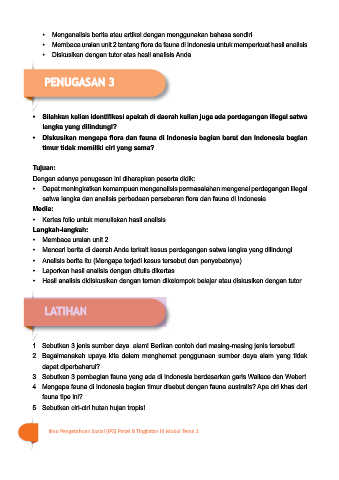 • Menganalisis berita atau artikel dengan menggunakan bahasa sendiri
• Membaca uraian unit 2 tentang flora da fauna di Indonesia untuk memperkuat hasil analisis
• Diskusikan dengan tutor atas hasil analisis Anda
PENUGASAN 3
• Silahkan kalian identifikasi apakah di daerah kalian juga ada perdagangan illegal satwa
langka yang dilindungi?
• Diskusikan mengapa flora dan fauna di Indonesia bagian barat dan Indonesia bagian
timur tidak memiliki ciri yang sama?
Tujuan:
Dengan adanya penugasan ini diharapkan peserta didik:
• Dapat meningkatkan kemampuan menganalisis permasalahan mengenai perdagangan illegal
satwa langka dan analisis perbedaan persebaran flora dan fauna di Indonesia
Media:
• Kertas folio untuk menuliskan hasil analisis
Langkah-langkah:
• Membaca uraian unit 2
• Mencari berita di daerah Anda terkait kasus perdagangan satwa langka yang dilindungi
• Analisis berita itu (Mengapa terjadi kasus tersebut dan penyebabnya)
• Laporkan hasil analisis dengan ditulis dikertas
• Hasil analisis didiskusikan dengan teman dikelompok belajar atau diskusikan dengan tutor
LATIHAN
1 Sebutkan 3 jenis sumber daya alam! Berikan contoh dari masing-masing jenis tersebut!
2 Bagaimanakah upaya kita dalam menghemat penggunaan sumber daya alam yang tidak
dapat diperbaharui?
3 Sebutkan 3 pembagian fauna yang ada di Indonesia berdasarkan garis Wallace dan Weber!
4 Mengapa fauna di Indonesia bagian timur disebut dengan fauna australis? Apa ciri khas dari
fauna tipe ini?
5 Sebutkan ciri-ciri hutan hujan tropis!
Ilmu Pengetahuan Sosial (IPS) Paket B Tingkatan III Modul Tema 2